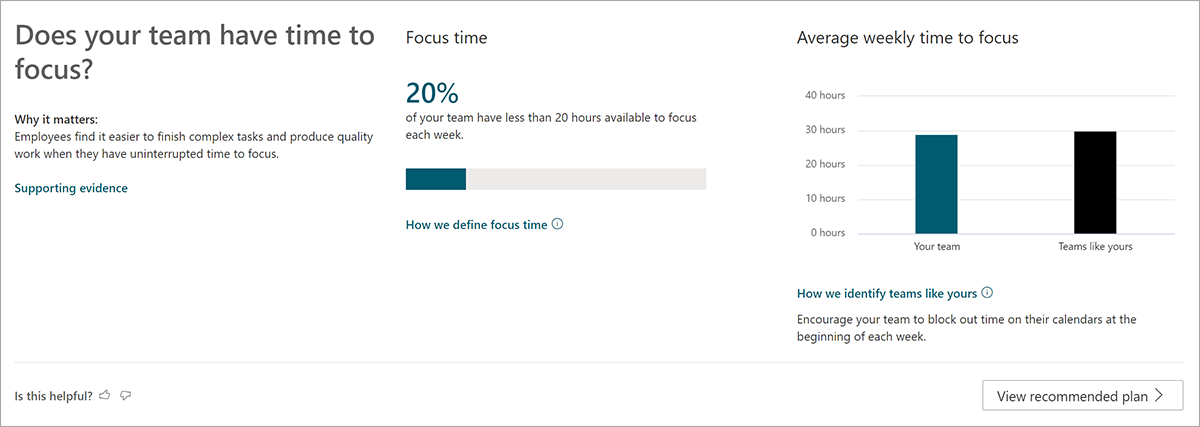 Does your team have time to
focus?
Why it matters:
Employees find it easier to finish complex tasks and produce quality
work when they have uninterrupted time to focus.
Supporting evidence
Focus time
20%
of your team have less than 20 hours available to focus
each week.
How we define focus time
Average weekly time to focus
40 hours
30 hours
20 hours
10 hours
0 hours
Your team
Teams like yours
How we identify teams like yours
Encourage your team to block out time on their calendars at the
beginning of each week.
Is this helpful?
View recommended plan